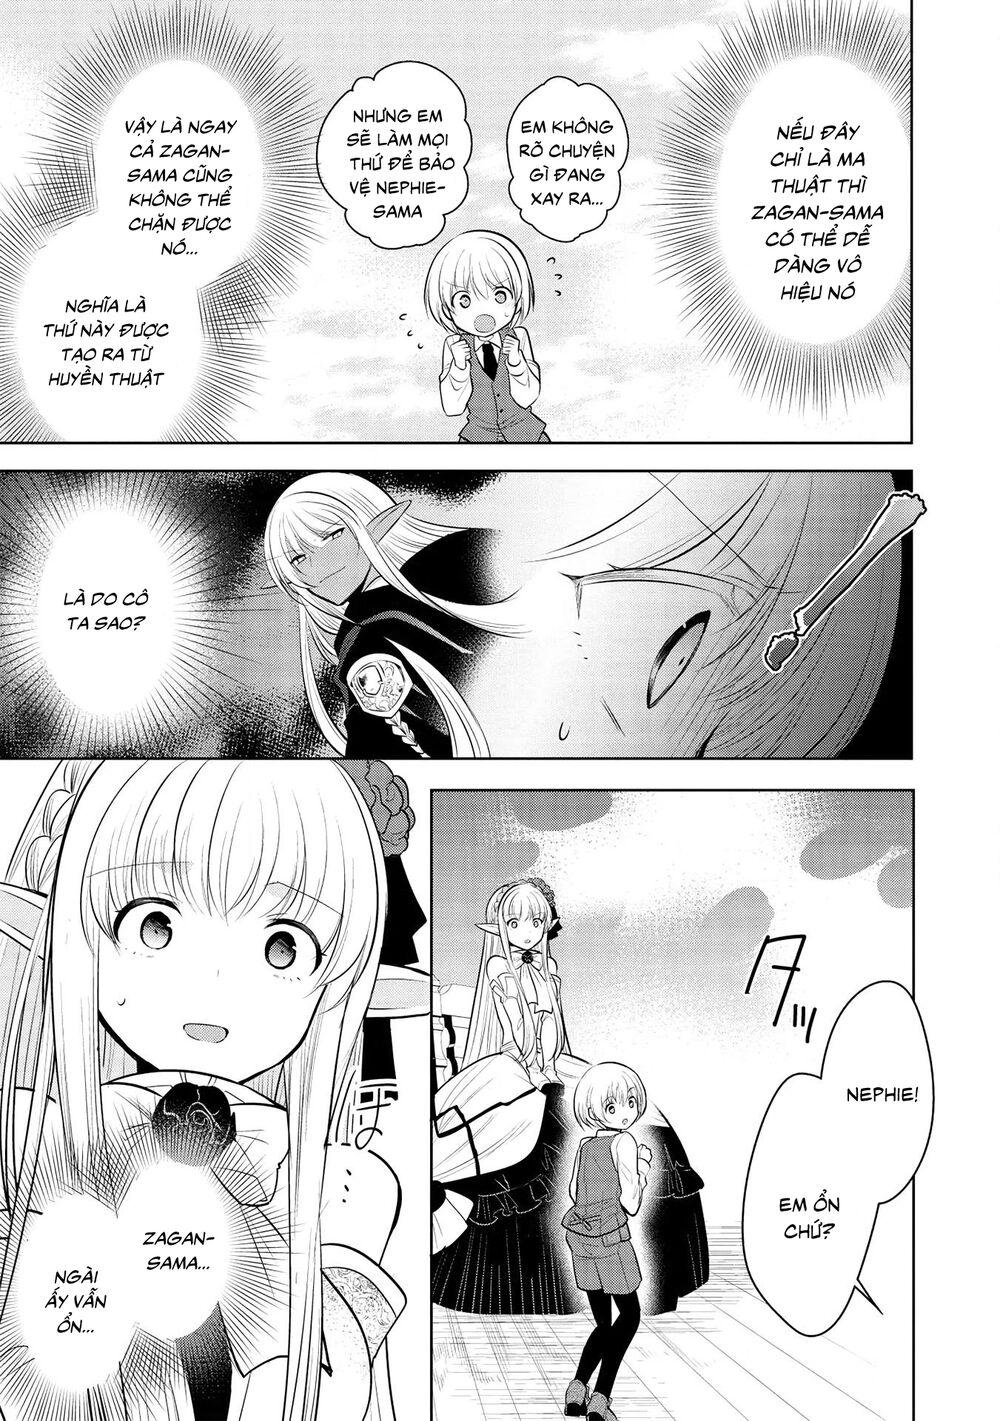 NẾU ĐÂY
CHỈ LÀ MA
THUẬT THÌ
ZAGAN-SAMA
CÓ THỂ DỄ
DÀNG VÔ
HIỆU NÓ
EM KHÔNG
RÕ CHUYỆN
GÌ ĐANG
XAY RA...
NHƯNG EM
SẼ LÀM MỌI
THỨ ĐỂ BẢO
VỆ NEPHIE-
SAMA
VẬY LÀ NGAY
CẢ ZAGAN-
SAMA CŨNG
KHÔNG THỂ
CHẶN ĐƯỢC
NÓ...
NGHĨA LÀ
THỨ NÀY ĐƯỢC
TẠO RA TỪ
HUYỀN THUẬT
LÀ DO CÔ
TA SAO?
NEPHIE!
EM ỔN
CHỨ?
ZAGAN-
SAMA...
NGÀI
ẤY VẪN
ỔN...